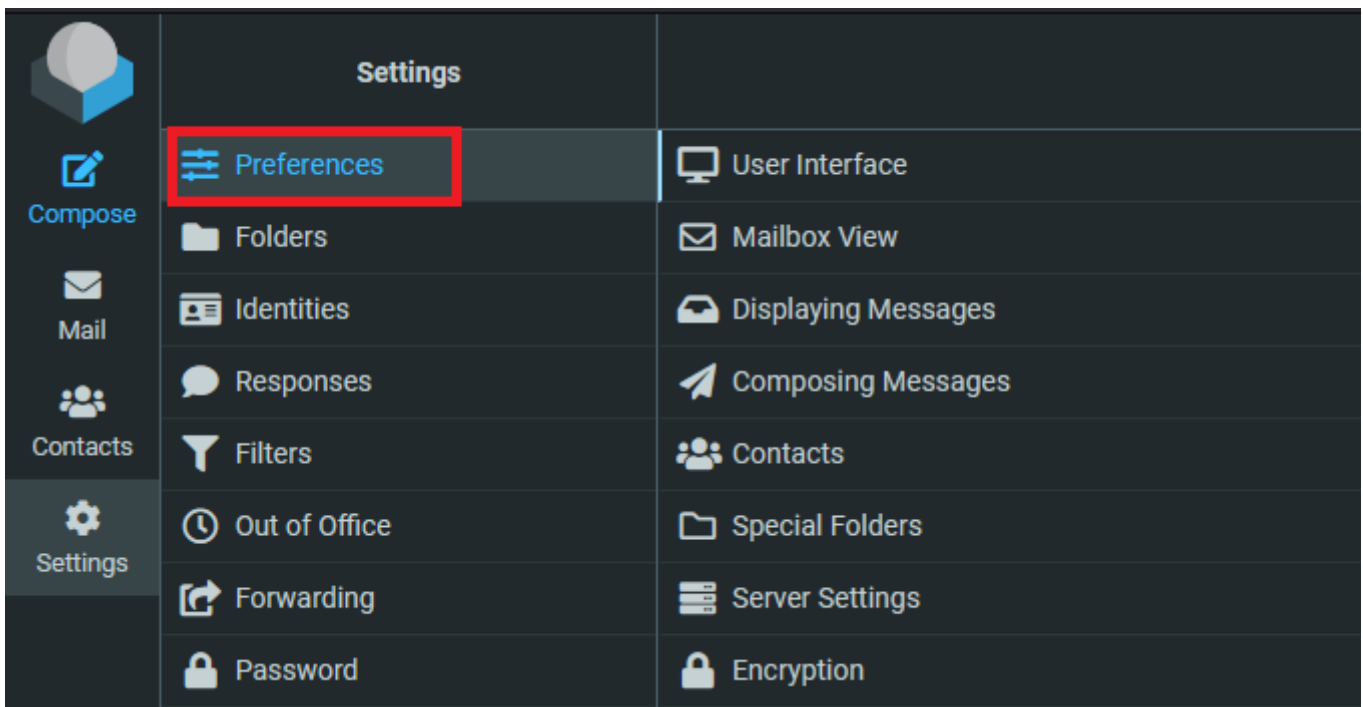 Settings
Compose
Mail
Contacts
Settings
Preferences
Folders
Identities
Responses
Filters
Out of Office
Forwarding
Password
User Interface
Mailbox View
Displaying Messages
Composing Messages
Contacts
Special Folders
Server Settings
Encryption